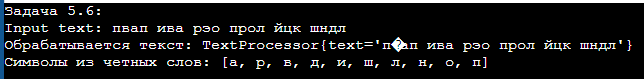 Задача 5.6:
Input text: пвап ива рэо прол йцк шндл
Обрабатывается текст: TextProcessor{text='п�ап ива рэо прол йцк шндл'}
Символы из четных слов: [а, р, в, д, и, ш, л, н, о, п]